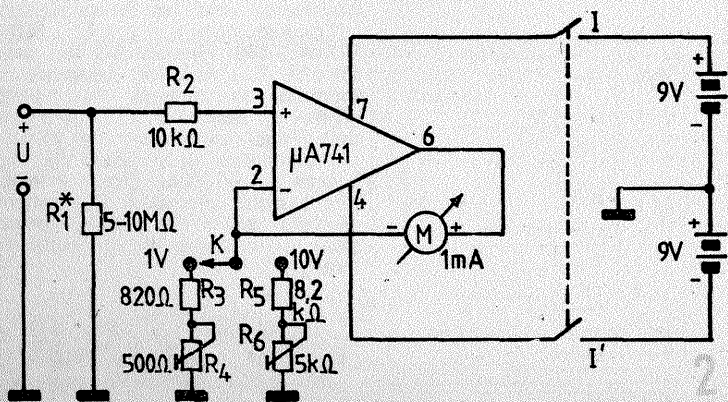 I
R2
3
+
7
9V
+
-
+
U
-
10kΩ
μA741
6
2
-
4
R1*
5-10MΩ
-
M
+
1mA
+
9V
-
1V
K
10V
820Ω
R3
R5
8,2
kΩ
500Ω
R4
R6
5kΩ
I'
2